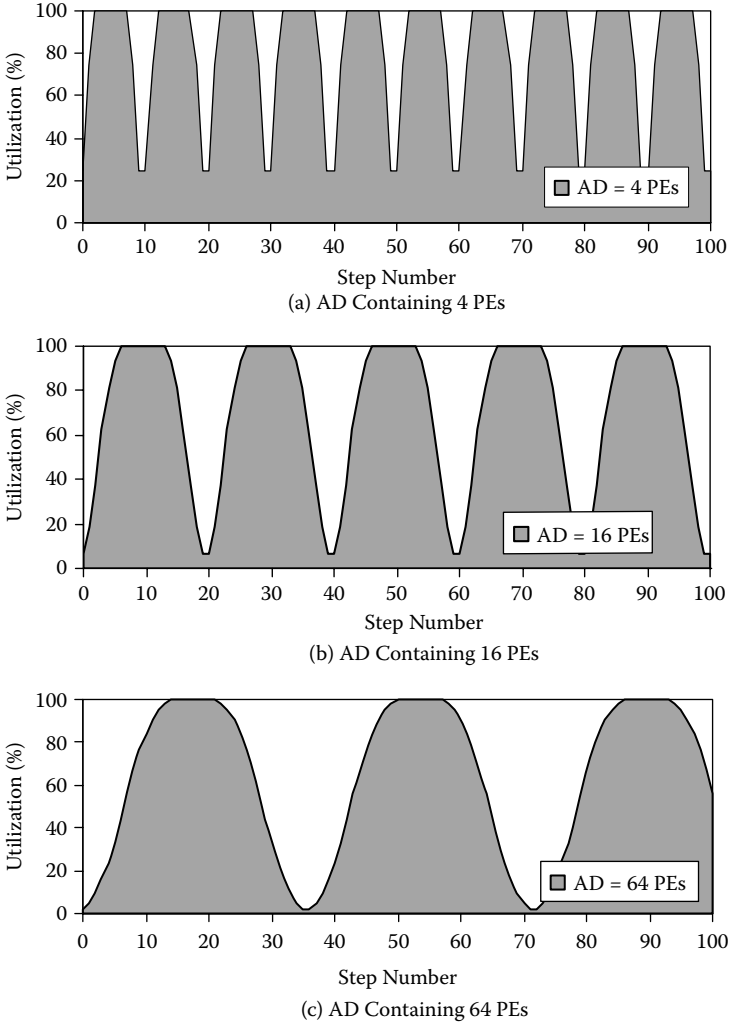 100
80
60
40
20
0
Utilization (%)
AD = 4 PEs
0 10 20 30 40 50 60 70 80 90 100
Step Number
(a) AD Containing 4 PEs
100
80
60
40
20
0
Utilization (%)
AD = 16 PEs
0 10 20 30 40 50 60 70 80 90 100
Step Number
(b) AD Containing 16 PEs
100
80
60
40
20
0
Utilization (%)
AD = 64 PEs
0 10 20 30 40 50 60 70 80 90 100
Step Number
(c) AD Containing 64 PEs